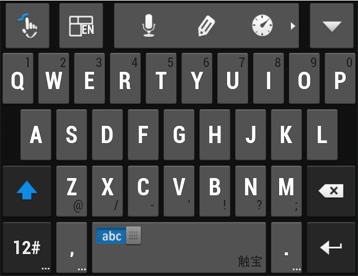 EN
1 2 3 4 5 6 7 8 9 0
Q W E R T Y U I O P
A S D F G H J K L
Z X C V B N M
@ / - ' ! ? ;
12# , abc .
触宝